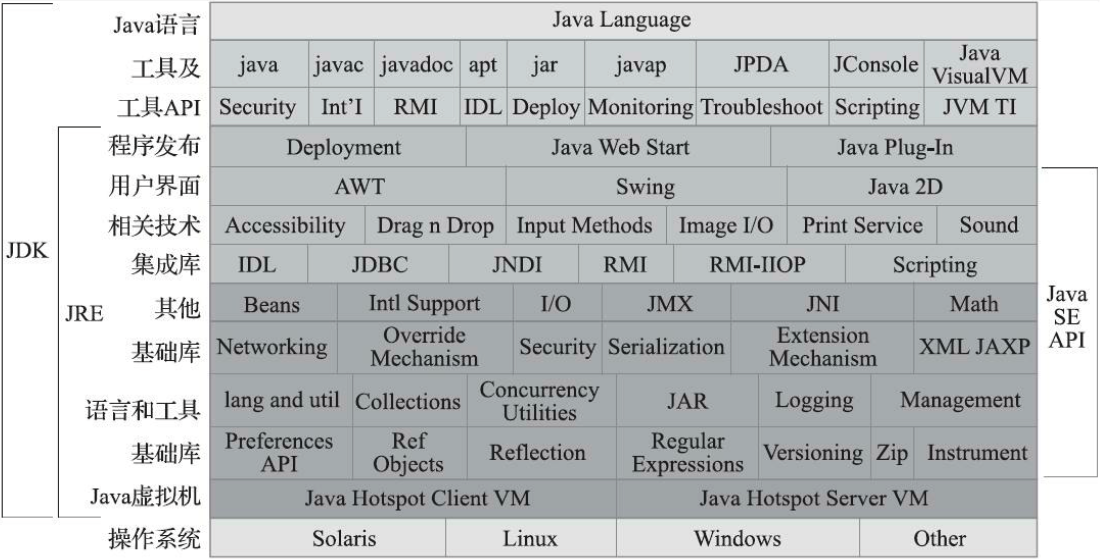 Java语言 Java Language
工具及 java javac javadoc apt jar javap JPDA JConsole Java VisualVM
工具API Security Int'I RMI IDL Deploy Monitoring Troubleshoot Scripting JVM TI
程序发布 Deployment Java Web Start Java Plug-In
用户界面 AWT Swing Java 2D
相关技术 Accessibility Drag n Drop Input Methods Image I/O Print Service Sound
JDK
集成库 IDL JDBC JNDI RMI RMI-IIOP Scripting
JRE
其他 Beans Intl Support I/O JMX JNI Math
Java
SE
API
基础库 Networking Override Mechanism Security Serialization Extension Mechanism XML JAXP
语言和工具 lang and util Collections Concurrency Utilities JAR Logging Management
基础库 Preferences API Ref Objects Reflection Regular Expressions Versioning Zip Instrument
Java虚拟机 Java Hotspot Client VM Java Hotspot Server VM
操作系统 Solaris Linux Windows Other